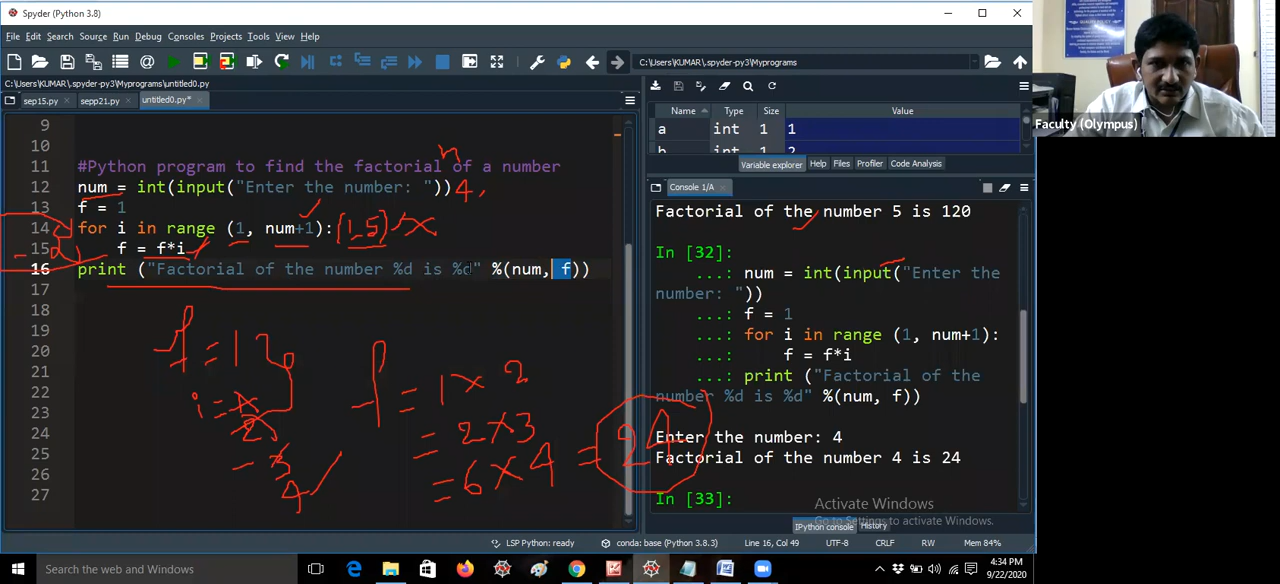 Spyder (Python 3.8)
File Edit Search Source Run Debug Consoles Projects Tools View Help
C:\Users\KUMAR\.spyder-py3\Myprograms
C:\Users\KUMAR\.spyder-py3\Myprograms\untitled0.py
sep15.py sepp21.py untitled0.py*
9
10
11 #Python program to find the factorial of a number
n
12 num = int(input("Enter the number: ")) 4,
13 f = 1
14 for i in range (1, num+1):
15 f = f*i
16 print ("Factorial of the number %d is %d" %(num, f))
17
18
19
20
21
22
23
24
25
26
27
f = 1 2
i = 1
2
- 3
4
f = 1 x 2
= 2 x 3
= 6 x 4 = 24
Name Type Size Value
a int 1 1
b int 1 2
Variable explorer Help Files Profiler Code Analysis
Console 1/A
Factorial of the number 5 is 120
In [32]:
...: num = int(input("Enter the
number: "))
...: f = 1
...: for i in range (1, num+1):
...: f = f*i
...: print ("Factorial of the
number %d is %d" %(num, f))
Enter the number: 4
Factorial of the number 4 is 24
In [33]:
Activate Windows
Go to Settings to activate Windows.
IPython console History
LSP Python: ready conda: base (Python 3.8.3) Line 16, Col 49 UTF-8 CRLF RW Mem 84%
Search Windows
4:34 PM
9/22/2020
Faculty (Olympus)